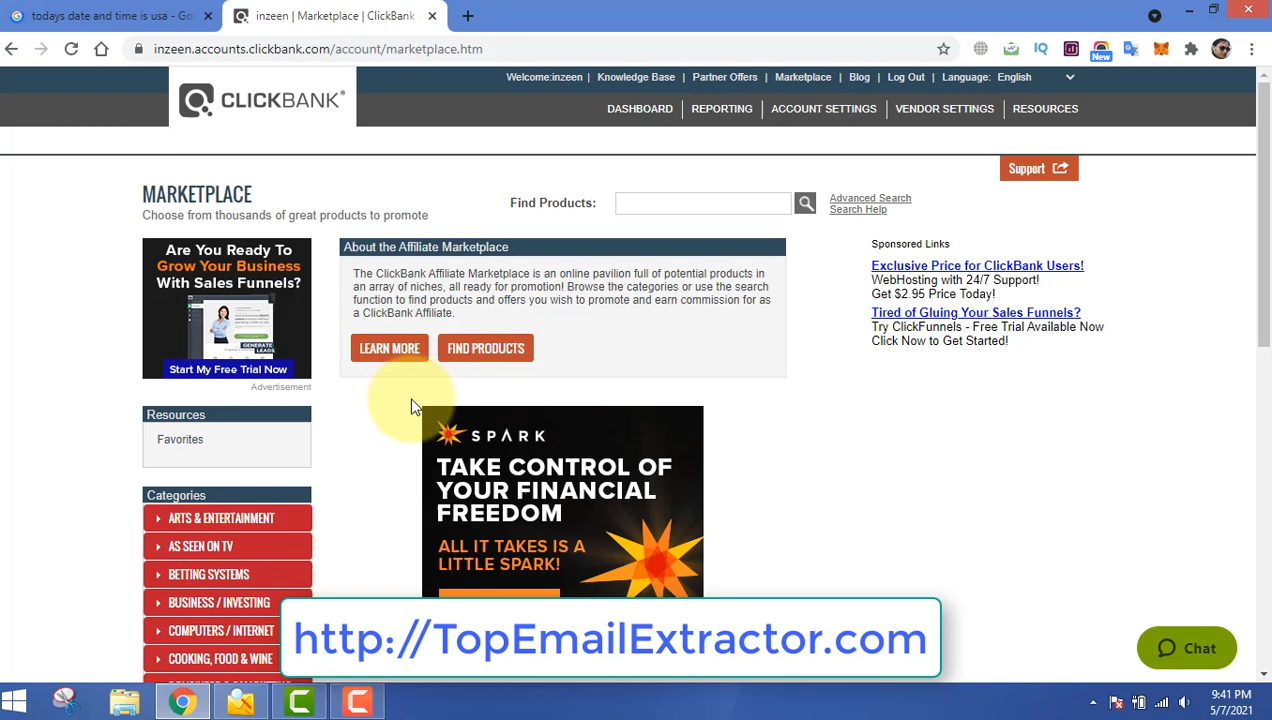 todays date and time is usa - Go
inzeen | Marketplace | ClickBank
inzeen.accounts.clickbank.com/account/marketplace.htm
New
Welcome:inzeen | Knowledge Base | Partner Offers | Marketplace | Blog | Log Out | Language: English
CLICKBANK®
DASHBOARD | REPORTING | ACCOUNT SETTINGS | VENDOR SETTINGS | RESOURCES
Support
MARKETPLACE
Choose from thousands of great products to promote
Find Products:
Advanced Search
Search Help
Are You Ready To
Grow Your Business
With Sales Funnels?
GENERATE
LEADS
Start My Free Trial Now
Advertisement
About the Affiliate Marketplace
The ClickBank Affiliate Marketplace is an online pavilion full of potential products in
an array of niches, all ready for promotion! Browse the categories or use the search
function to find products and offers you wish to promote and earn commission for as
a ClickBank Affiliate.
LEARN MORE
FIND PRODUCTS
Sponsored Links
Exclusive Price for ClickBank Users!
WebHosting with 24/7 Support!
Get $2.95 Price Today!
Tired of Gluing Your Sales Funnels?
Try ClickFunnels - Free Trial Available Now
Click Now to Get Started!
Resources
Favorites
Categories
ARTS & ENTERTAINMENT
AS SEEN ON TV
BETTING SYSTEMS
BUSINESS / INVESTING
COMPUTERS / INTERNET
COOKING, FOOD & WINE
SPARK
TAKE CONTROL OF
YOUR FINANCIAL
FREEDOM
ALL IT TAKES IS A
LITTLE SPARK!
http://TopEmailExtractor.com
Chat
9:41 PM
5/7/2021